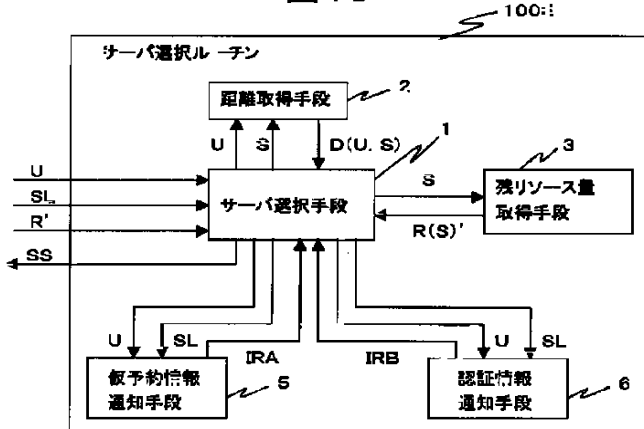 サーバ選択ルーチン
距離取得手段
2
U
S
D(U. S)
1
3
U
SL
R'
SS
サーバ選択手段
S
R(S)'
残リソース量
取得手段
U
SL
IRA
IRB
U
SL
仮予約情報
通知手段
5
認証情報
通知手段
6